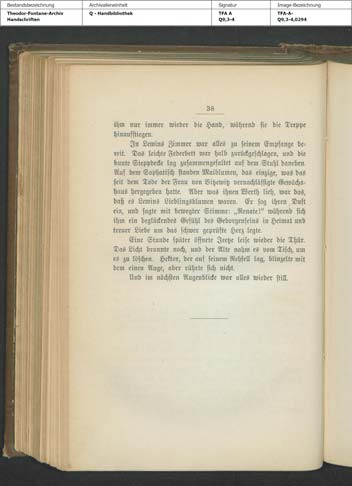 Bestandsbezeichnung
Theodor-Fontane-Archiv
Handschriften
Archivalieneinheit
Q - Handbibliothek
Signatur
TFA A
Q9,3-4
Image-Bezeichnung
TFA-A-
Q9,3-4,0294
38
ihm nur immer wieder die Hand, während sie die Treppe
hinaufstiegen.
In Lewins Zimmer war alles zu seinem Empfange be-
reit. Das leichte Federbett war halb zurückgeschlagen, und die
bunte Steppdecke lag zusammengefaltet auf dem Stuhl daneben.
Auf dem Sophatisch standen Maiblumen, das einzige, was das
seit dem Tode der Frau von Vitzewitz vernachlässigte Gewächs-
haus hergegeben hatte. Aber was ihnen Werth lieh, war das,
daß es Lewins Lieblingsblumen waren. Er sog ihren Duft
ein, und sagte mit bewegter Stimme: „Renate!“ während sich
ihm ein beglückendes Gefühl des Geborgenseins in Heimat und
treuer Liebe um das schwer geprüfte Herz legte.
Eine Stunde später öffnete Jeetze leise wieder die Thür.
Das Licht brannte noch, und der Alte nahm es vom Tisch, um
es zu löschen. Hektor, der auf seinem Rehfell lag, blinzelte mit
dem einen Auge, aber rührte sich nicht.
Und im nächsten Augenblicke war alles wieder still.